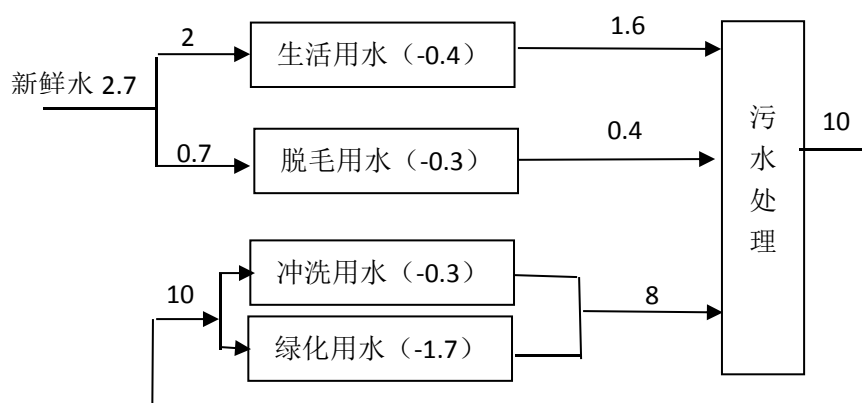 2
生活用水（-0.4）
1.6
新鲜水 2.7
0.7
脱毛用水（-0.3）
0.4
污水处理
10
10
冲洗用水（-0.3）
8
绿化用水（-1.7）